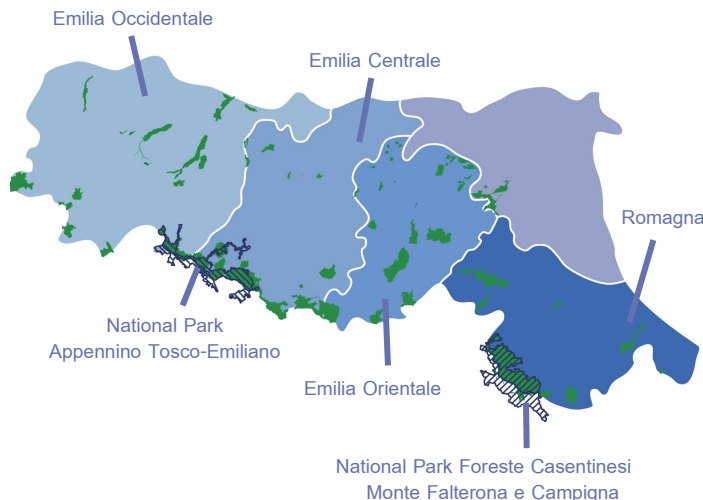 Emilia Occidentale
Emilia Centrale
Romagna
National Park
Appennino Tosco-Emiliano
Emilia Orientale
National Park Foreste Casentinesi
Monte Falterona e Campigna